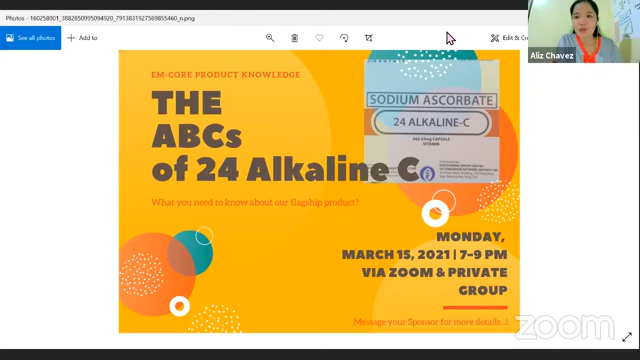 Photos - 160258901_3882850995094920_7913831927569855460_n.png
See all photos
Add to
Edit & Cre
Aliz Chavez
EM-CORE PRODUCT KNOWLEDGE
THE
ABCs
of 24 Alkaline C
SODIUM ASCORBATE
24 ALKALINE-C
CAPSULE
VITAMIN
What you need to know about our flagship product?
MONDAY,
MARCH 15, 2021 | 7-9 PM
VIA ZOOM & PRIVATE
GROUP
Message your Sponsor for more details..!
zoom